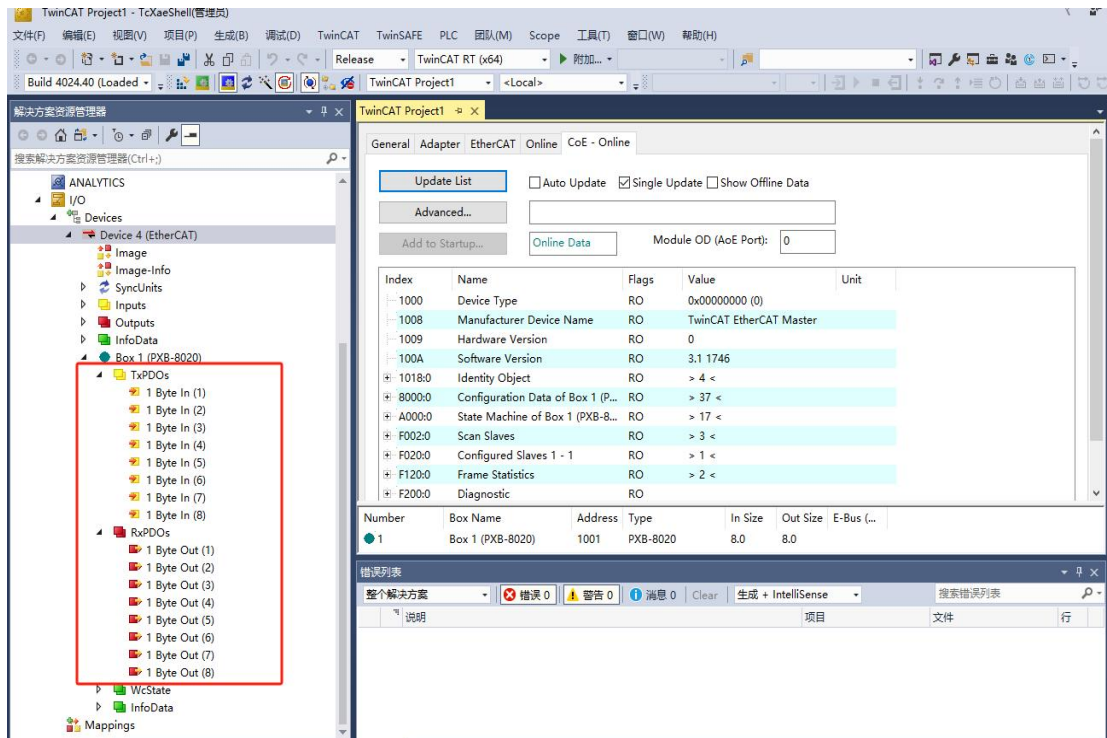 TwinCAT Project1 - TcXaeShell(管理员)
文件(F) 编辑(E) 视图(V) 项目(P) 生成(B) 调试(D) TwinCAT TwinSAFE PLC 团队(M) Scope 工具(T) 窗口(W) 帮助(H)
Release TwinCAT RT (x64) 附加...
Build 4024.40 (Loaded TwinCAT Project1 <Local>
解决方案资源管理器
搜索解决方案资源管理器(Ctrl+;)
ANALYTICS
I/O
Devices
Device 4 (EtherCAT)
Image
Image-Info
SyncUnits
Inputs
Outputs
InfoData
Box 1 (PXB-8020)
TxPDOs
1 Byte In (1)
1 Byte In (2)
1 Byte In (3)
1 Byte In (4)
1 Byte In (5)
1 Byte In (6)
1 Byte In (7)
1 Byte In (8)
RxPDOs
1 Byte Out (1)
1 Byte Out (2)
1 Byte Out (3)
1 Byte Out (4)
1 Byte Out (5)
1 Byte Out (6)
1 Byte Out (7)
1 Byte Out (8)
WcState
InfoData
Mappings
TwinCAT Project1
General Adapter EtherCAT Online CoE - Online
Update List Auto Update Single Update Show Offline Data
Advanced...
Add to Startup... Online Data Module OD (AoE Port): 0
Index Name Flags Value Unit
1000 Device Type RO 0x00000000 (0)
1008 Manufacturer Device Name RO TwinCAT EtherCAT Master
1009 Hardware Version RO 0
100A Software Version RO 3.1 1746
1018:0 Identity Object RO > 4 <
8000:0 Configuration Data of Box 1 (P... RO > 37 <
A000:0 State Machine of Box 1 (PXB-8... RO > 17 <
F002:0 Scan Slaves RO > 3 <
F020:0 Configured Slaves 1 - 1 RO > 1 <
F120:0 Frame Statistics RO > 2 <
F200:0 Diagnostic RO
Number Box Name Address Type In Size Out Size E-Bus (...
1 Box 1 (PXB-8020) 1001 PXB-8020 8.0 8.0
错误列表
整个解决方案 错误 0 警告 0 消息 0 Clear 生成 + IntelliSense 搜索错误列表
说明 项目 文件 行